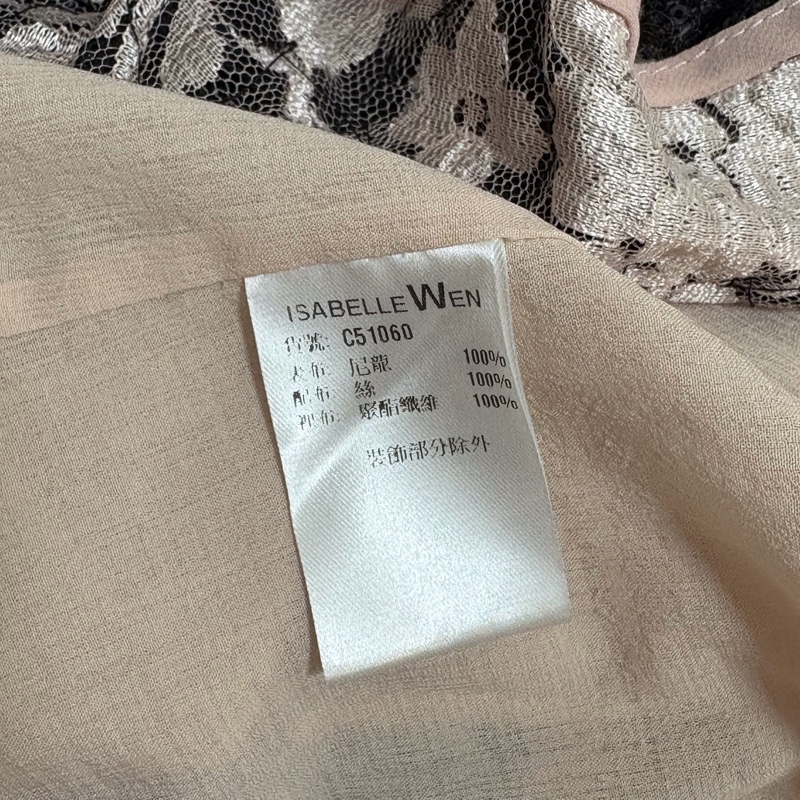 ISABELLE WEN
貨號: C51060
表布: 尼龍 100%
配布: 絲 100%
裡布: 聚酯纖維 100%
裝飾部分除外